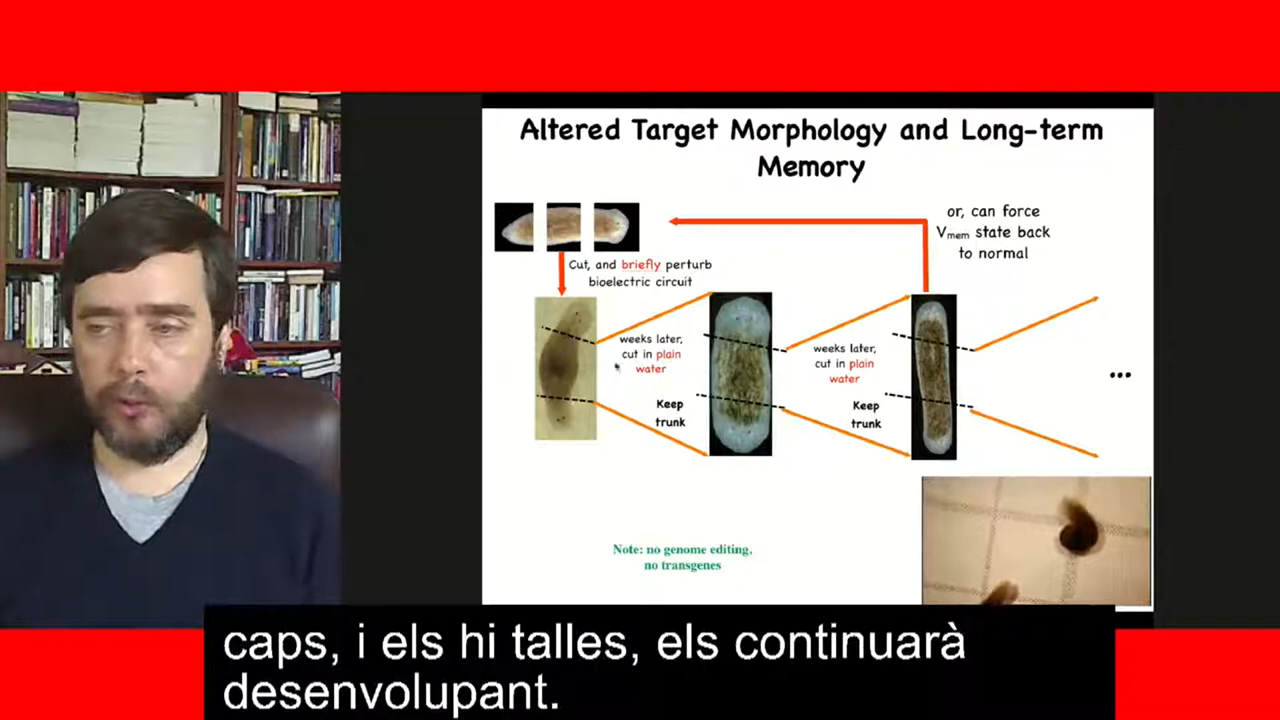 Altered Target Morphology and Long-term
Memory
or, can force
Vmem state back
to normal
Cut, and briefly perturb
bioelectric circuit
weeks later,
cut in plain
water
Keep
trunk
weeks later,
cut in plain
water
Keep
trunk
...
Note: no genome editing,
no transgenes
caps, i els hi talles, els continuarà
desenvolupant.